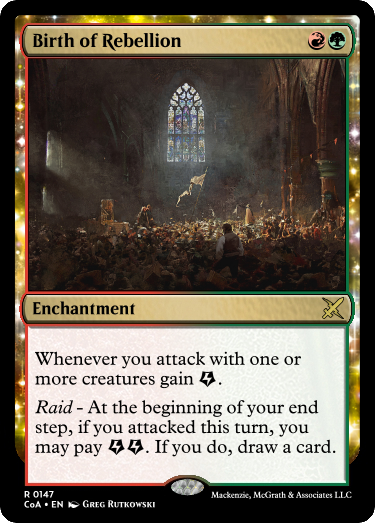 Birth of Rebellion
Enchantment
Whenever you attack with one or
more creatures gain .
Raid - At the beginning of your end
step, if you attacked this turn, you
may pay . If you do, draw a card.
R 0147
CoA • EN Greg Rutkowski
Mackenzie, McGrath & Associates LLC